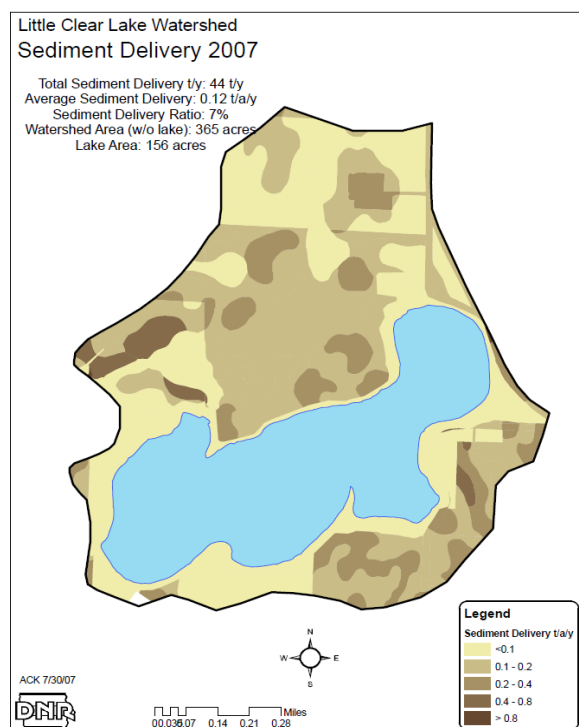 Little Clear Lake Watershed
Sediment Delivery 2007
Total Sediment Delivery t/y: 44 t/y
Average Sediment Delivery: 0.12 t/a/y
Sediment Delivery Ratio: 7%
Watershed Area (w/o lake): 365 acres
Lake Area: 156 acres
N
W E
S
Legend
Sediment Delivery t/a/y
<0.1
0.1 - 0.2
0.2 - 0.4
0.4 - 0.8
> 0.8
ACK 7/30/07
DNR
Miles
0.14 0.21 0.28